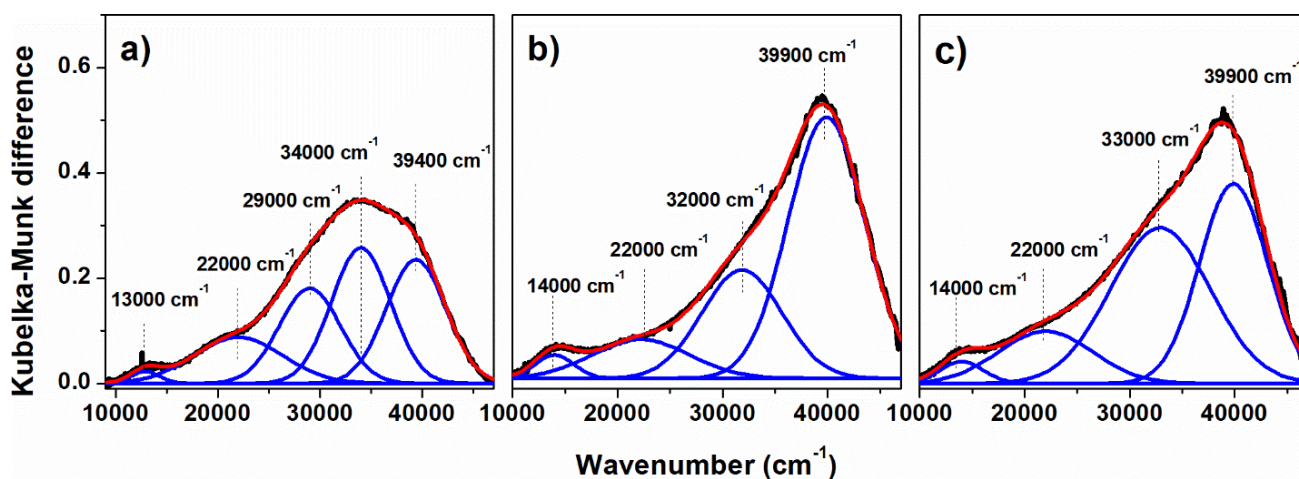 Kubelka-Munk difference
0.6
0.4
0.2
0.0
a)
13000 cm⁻¹
22000 cm⁻¹
29000 cm⁻¹
34000 cm⁻¹
39400 cm⁻¹
10000 20000 30000 40000
b)
14000 cm⁻¹
22000 cm⁻¹
32000 cm⁻¹
39900 cm⁻¹
10000 20000 30000 40000
c)
14000 cm⁻¹
22000 cm⁻¹
33000 cm⁻¹
39900 cm⁻¹
10000 20000 30000 40000
Wavenumber (cm⁻¹)